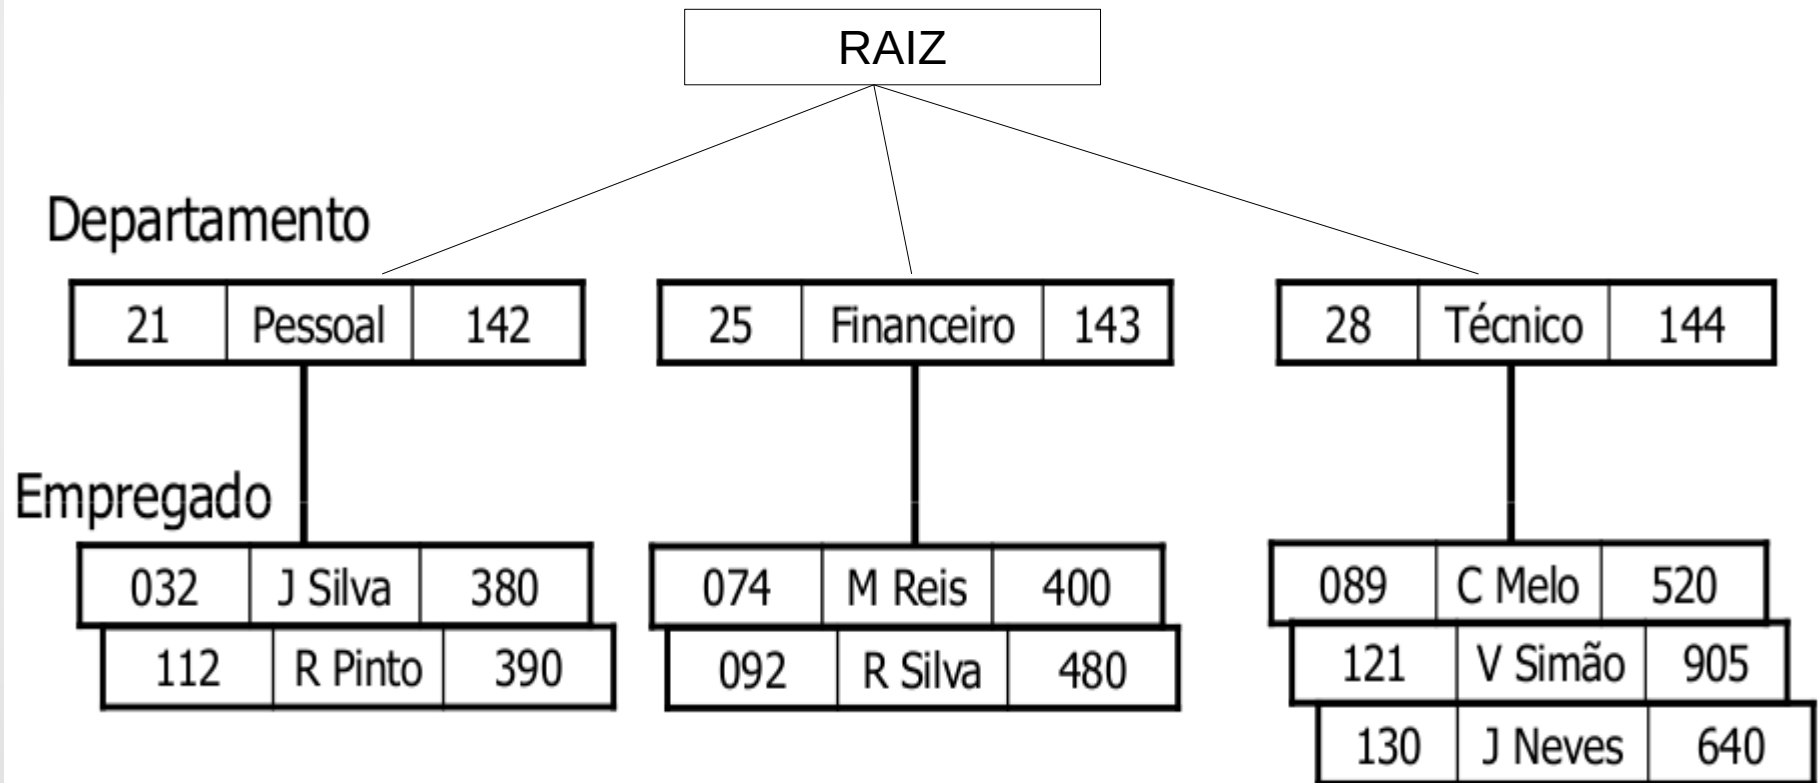 RAIZ
Departamento
21 Pessoal 142
25 Financeiro 143
28 Técnico 144
Empregado
032 J Silva 380
112 R Pinto 390
074 M Reis 400
092 R Silva 480
089 C Melo 520
121 V Simão 905
130 J Neves 640